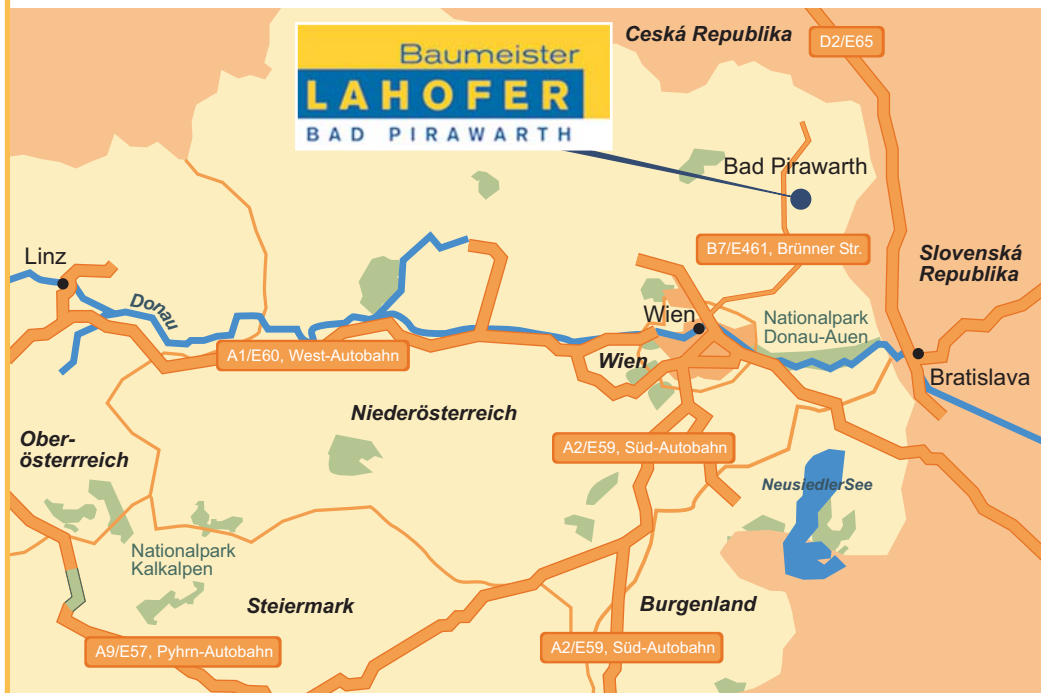 Ceská Republika
D2/E65
Baumeister
LAHOFER
BAD PIRAWARTH
Bad Pirawarth
B7/E461, Brünner Str.
Slovenská
Republika
Linz
Donau
Wien
Nationalpark
Donau-Auen
A1/E60, West-Autobahn
Wien
Bratislava
Niederösterreich
Ober-
österrreich
A2/E59, Süd-Autobahn
NeusiedlerSee
Nationalpark
Kalkalpen
Steiermark
Burgenland
A9/E57, Pyhrn-Autobahn
A2/E59, Süd-Autobahn